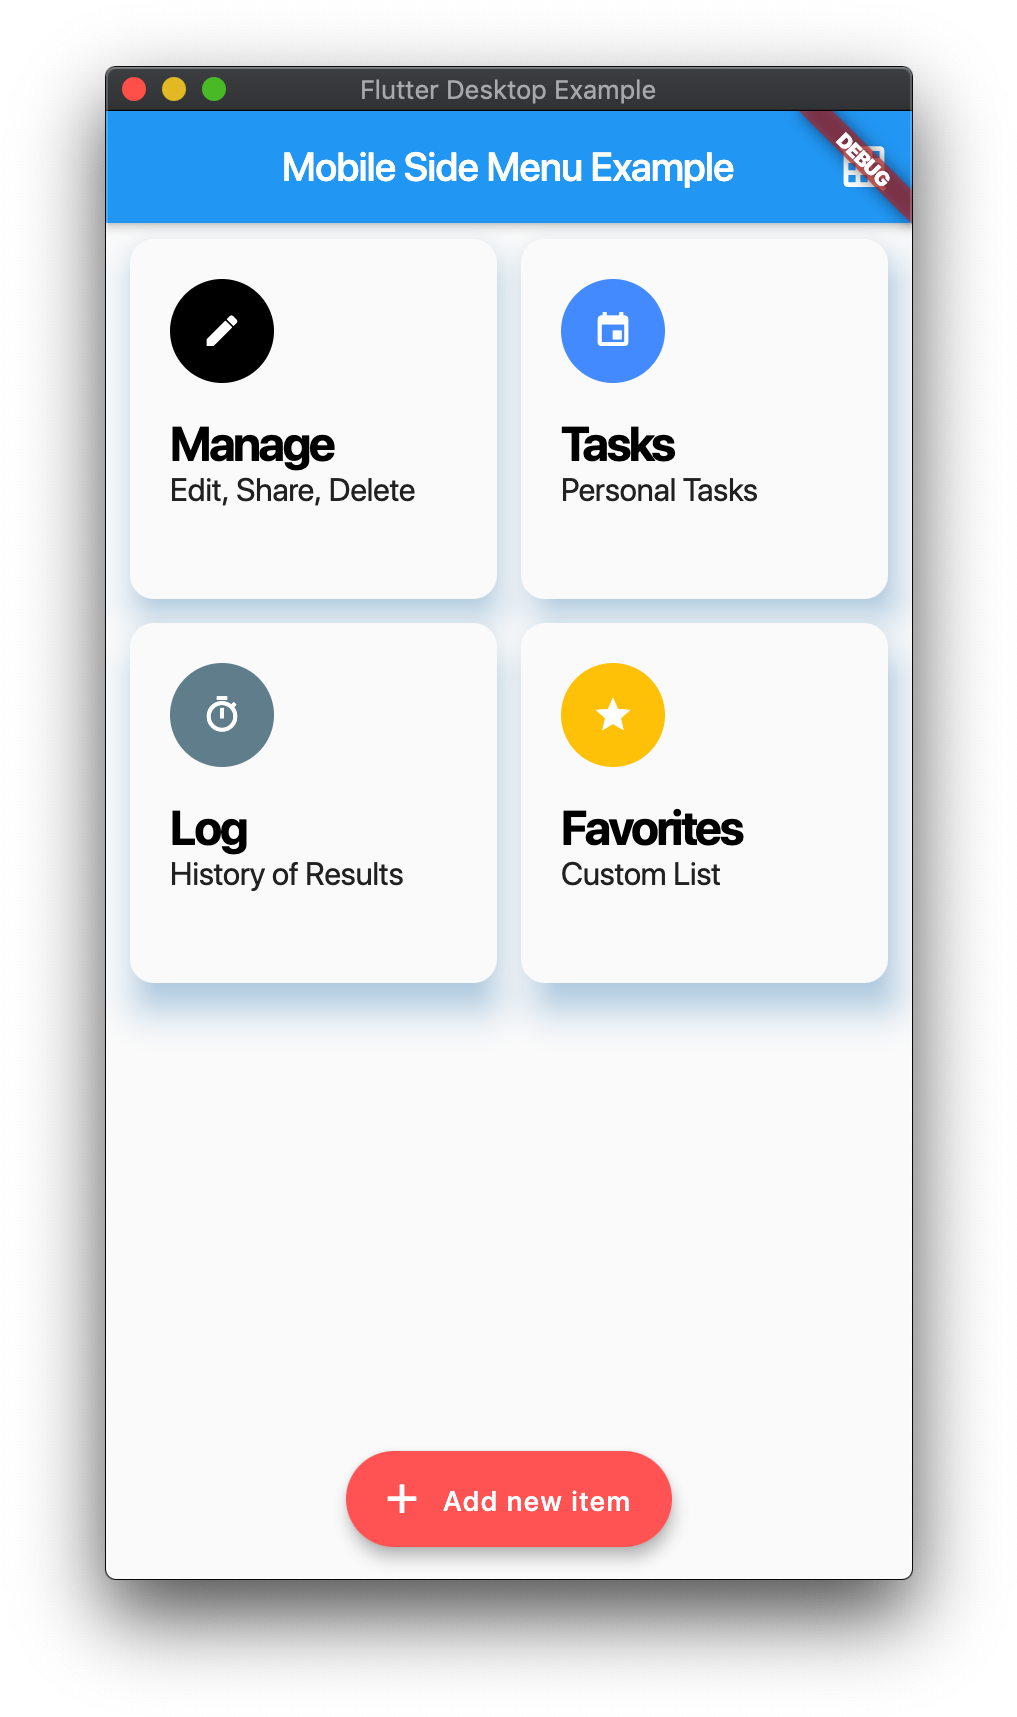 Flutter Desktop Example
Mobile Side Menu Example
DEBUG
Manage
Edit, Share, Delete
Tasks
Personal Tasks
Log
History of Results
Favorites
Custom List
Add new item